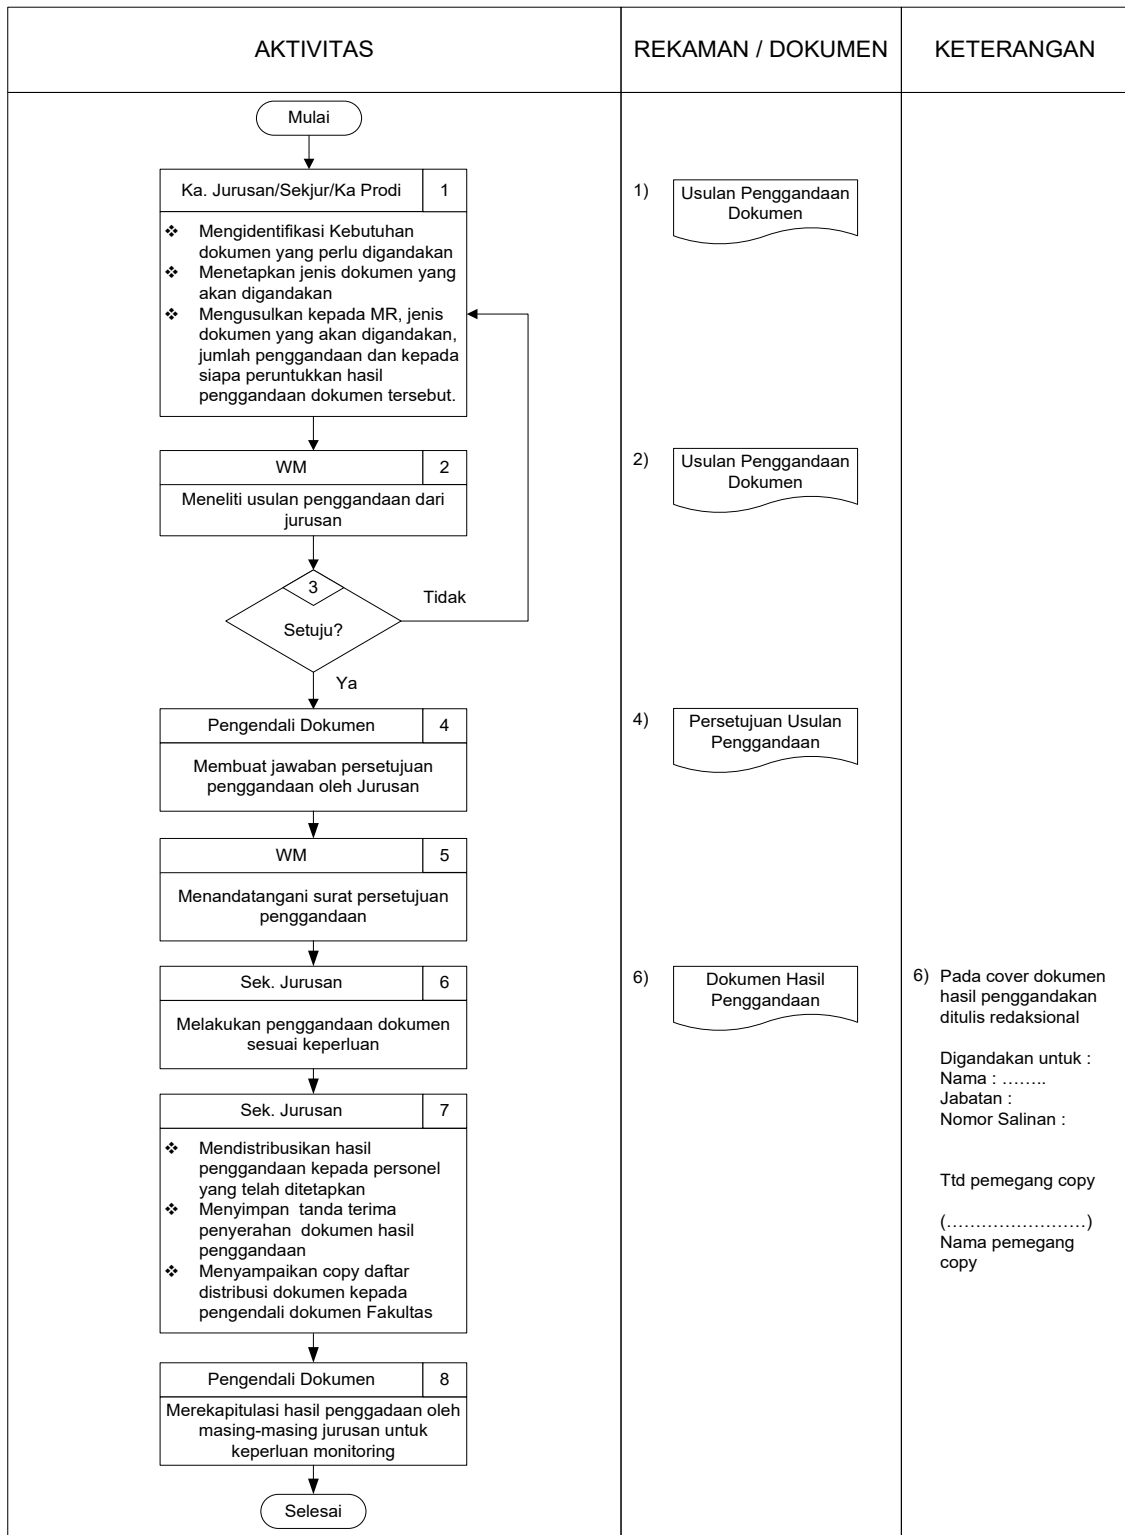 AKTIVITAS
REKAMAN / DOKUMEN
KETERANGAN
Mulai
Ka. Jurusan/Sekjur/Ka Prodi
1
❖ Mengidentifikasi Kebutuhan
dokumen yang perlu digandakan
❖ Menetapkan jenis dokumen yang
akan digandakan
❖ Mengusulkan kepada MR, jenis
dokumen yang akan digandakan,
jumlah penggandaan dan kepada
siapa peruntukkan hasil
penggandaan dokumen tersebut.
1)
Usulan Penggandaan
Dokumen
WM
2
Meneliti usulan penggandaan dari
jurusan
2)
Usulan Penggandaan
Dokumen
3
Setuju?
Tidak
Ya
Pengendali Dokumen
4
Membuat jawaban persetujuan
penggandaan oleh Jurusan
4)
Persetujuan Usulan
Penggandaan
WM
5
Menandatangani surat persetujuan
penggandaan
Sek. Jurusan
6
Melakukan penggandaan dokumen
sesuai keperluan
6)
Dokumen Hasil
Penggandaan
6) Pada cover dokumen
hasil penggandakan
ditulis redaksional
Digandakan untuk :
Nama : ……..
Jabatan :
Nomor Salinan :
Ttd pemegang copy
(……………………)
Nama pemegang
copy
Sek. Jurusan
7
❖ Mendistribusikan hasil
penggandaan kepada personel
yang telah ditetapkan
❖ Menyimpan tanda terima
penyerahan dokumen hasil
penggandaan
❖ Menyampaikan copy daftar
distribusi dokumen kepada
pengendali dokumen Fakultas
Pengendali Dokumen
8
Merekapitulasi hasil penggadaan oleh
masing-masing jurusan untuk
keperluan monitoring
Selesai